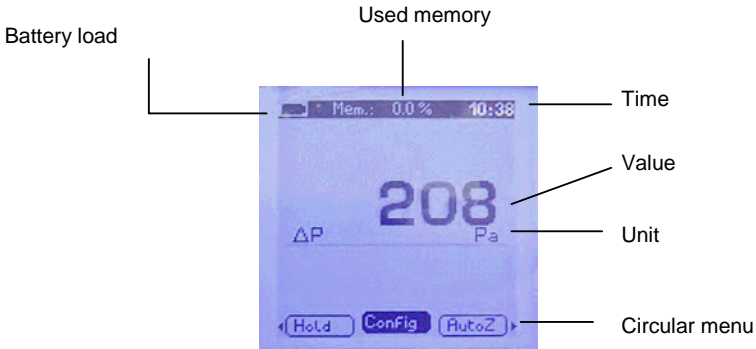 Used memory
Battery load
Mem.: 0.0 % 10:38
Time
Value
208
ΔP Pa
Unit
Hold Config AutoZ
Circular menu